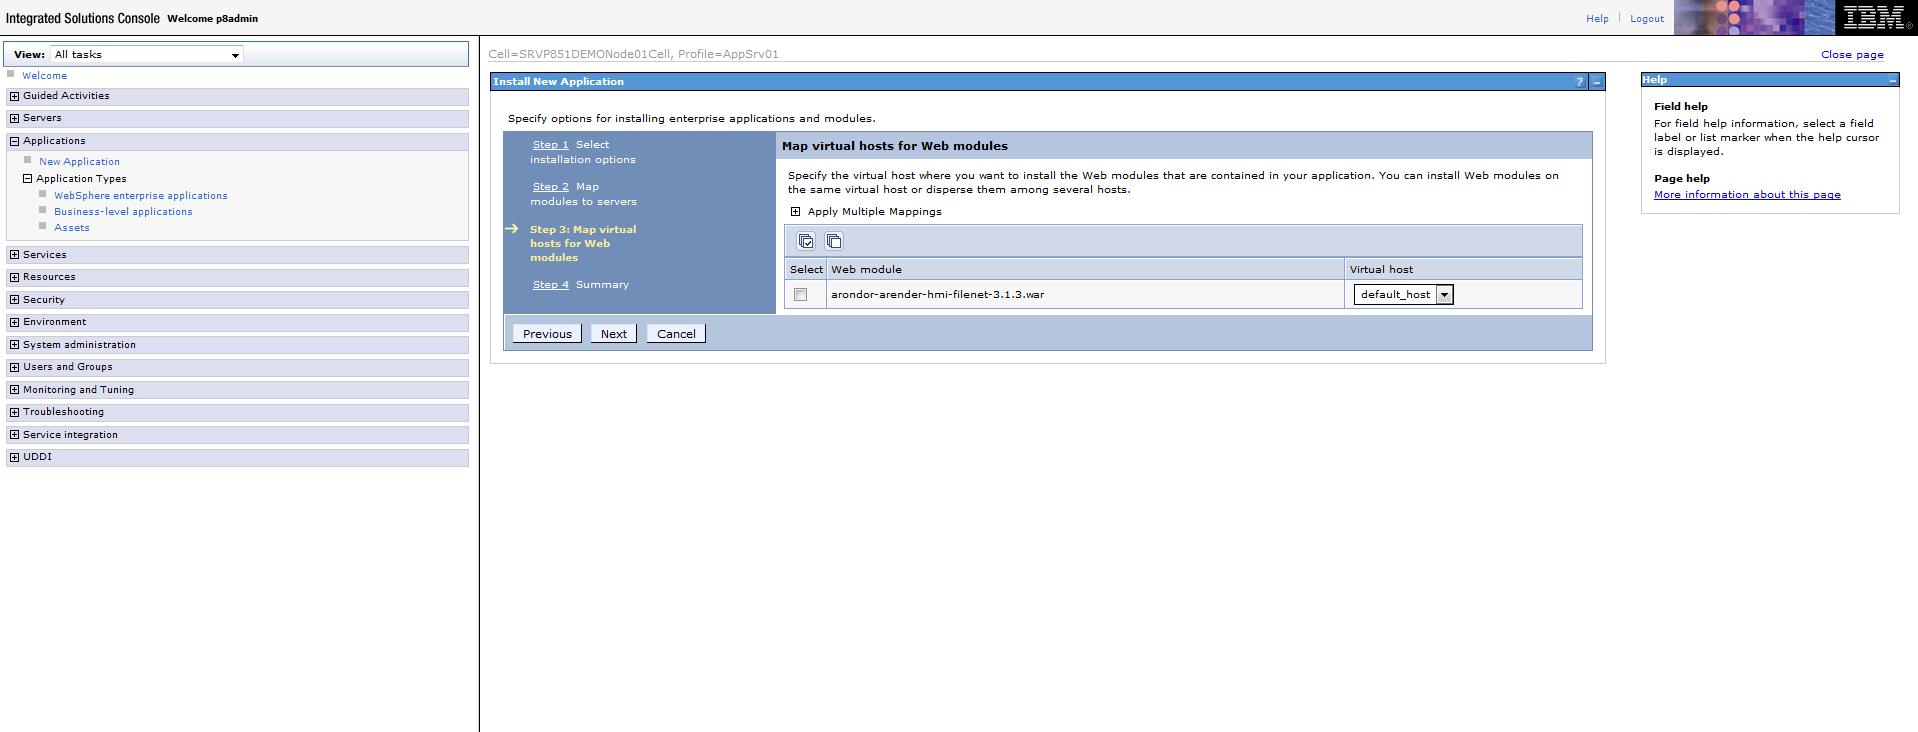 Integrated Solutions Console Welcome p8admin
Help Logout
IBM®
View: All tasks
Welcome
Guided Activities
Servers
Applications
New Application
Application Types
WebSphere enterprise applications
Business-level applications
Assets
Services
Resources
Security
Environment
System administration
Users and Groups
Monitoring and Tuning
Troubleshooting
Service integration
UDDI
Cell=SRVP851DEMONode01Cell, Profile=AppSrv01
Close page
Install New Application
?
Specify options for installing enterprise applications and modules.
Step 1 Select
installation options
Step 2 Map
modules to servers
Step 3: Map virtual
hosts for Web
modules
Step 4 Summary
Map virtual hosts for Web modules
Specify the virtual host where you want to install the Web modules that are contained in your application. You can install Web modules on
the same virtual host or disperse them among several hosts.
Apply Multiple Mappings
Select Web module Virtual host
arondor-arender-hmi-filenet-3.1.3.war default_host
Previous Next Cancel
Help
Field help
For field help information, select a field
label or list marker when the help cursor
is displayed.
Page help
More information about this page